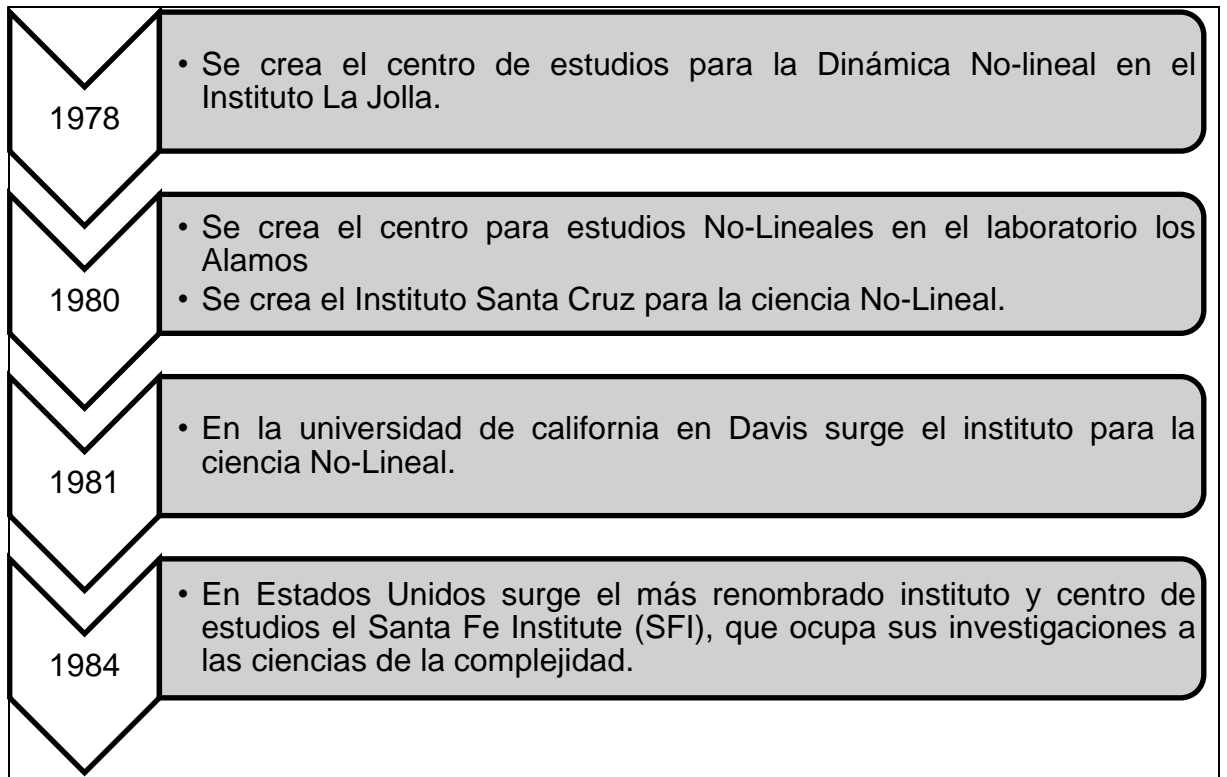 1978
• Se crea el centro de estudios para la Dinámica No-lineal en el
Instituto La Jolla.
1980
• Se crea el centro para estudios No-Lineales en el laboratorio los
Alamos
• Se crea el Instituto Santa Cruz para la ciencia No-Lineal.
1981
• En la universidad de california en Davis surge el instituto para la
ciencia No-Lineal.
1984
• En Estados Unidos surge el más renombrado instituto y centro de
estudios el Santa Fe Institute (SFI), que ocupa sus investigaciones a
las ciencias de la complejidad.